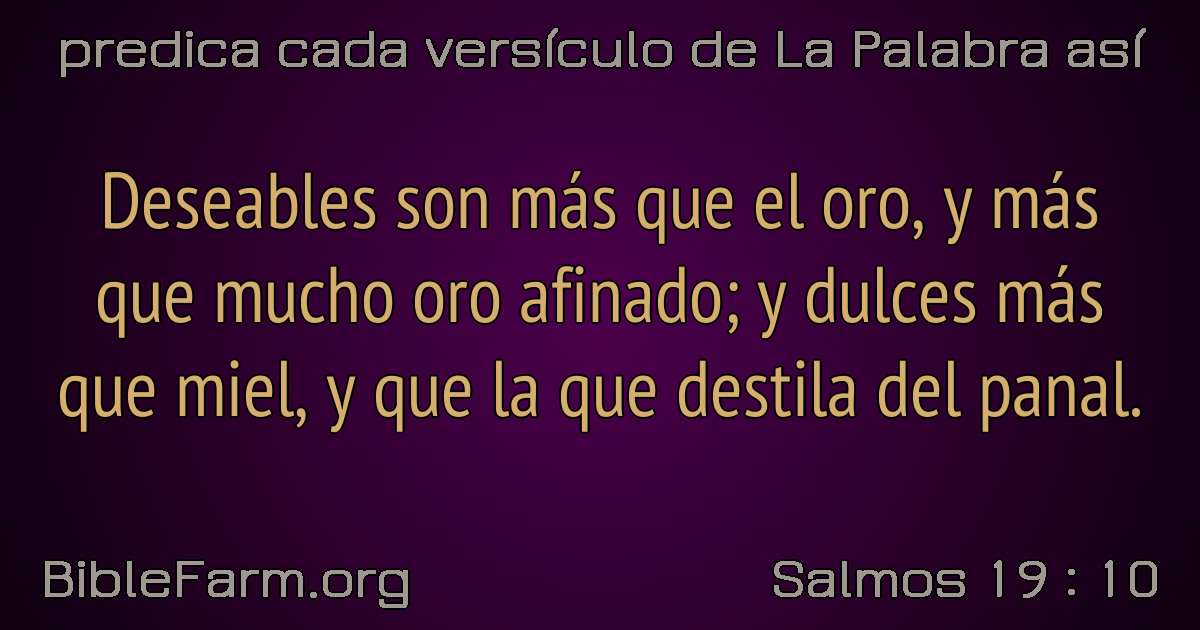 predica cada versículo de La Palabra así
Deseables son más que el oro, y más
que mucho oro afinado; y dulces más
que miel, y que la que destila del panal.
BibleFarm.org
Salmos 19 : 10